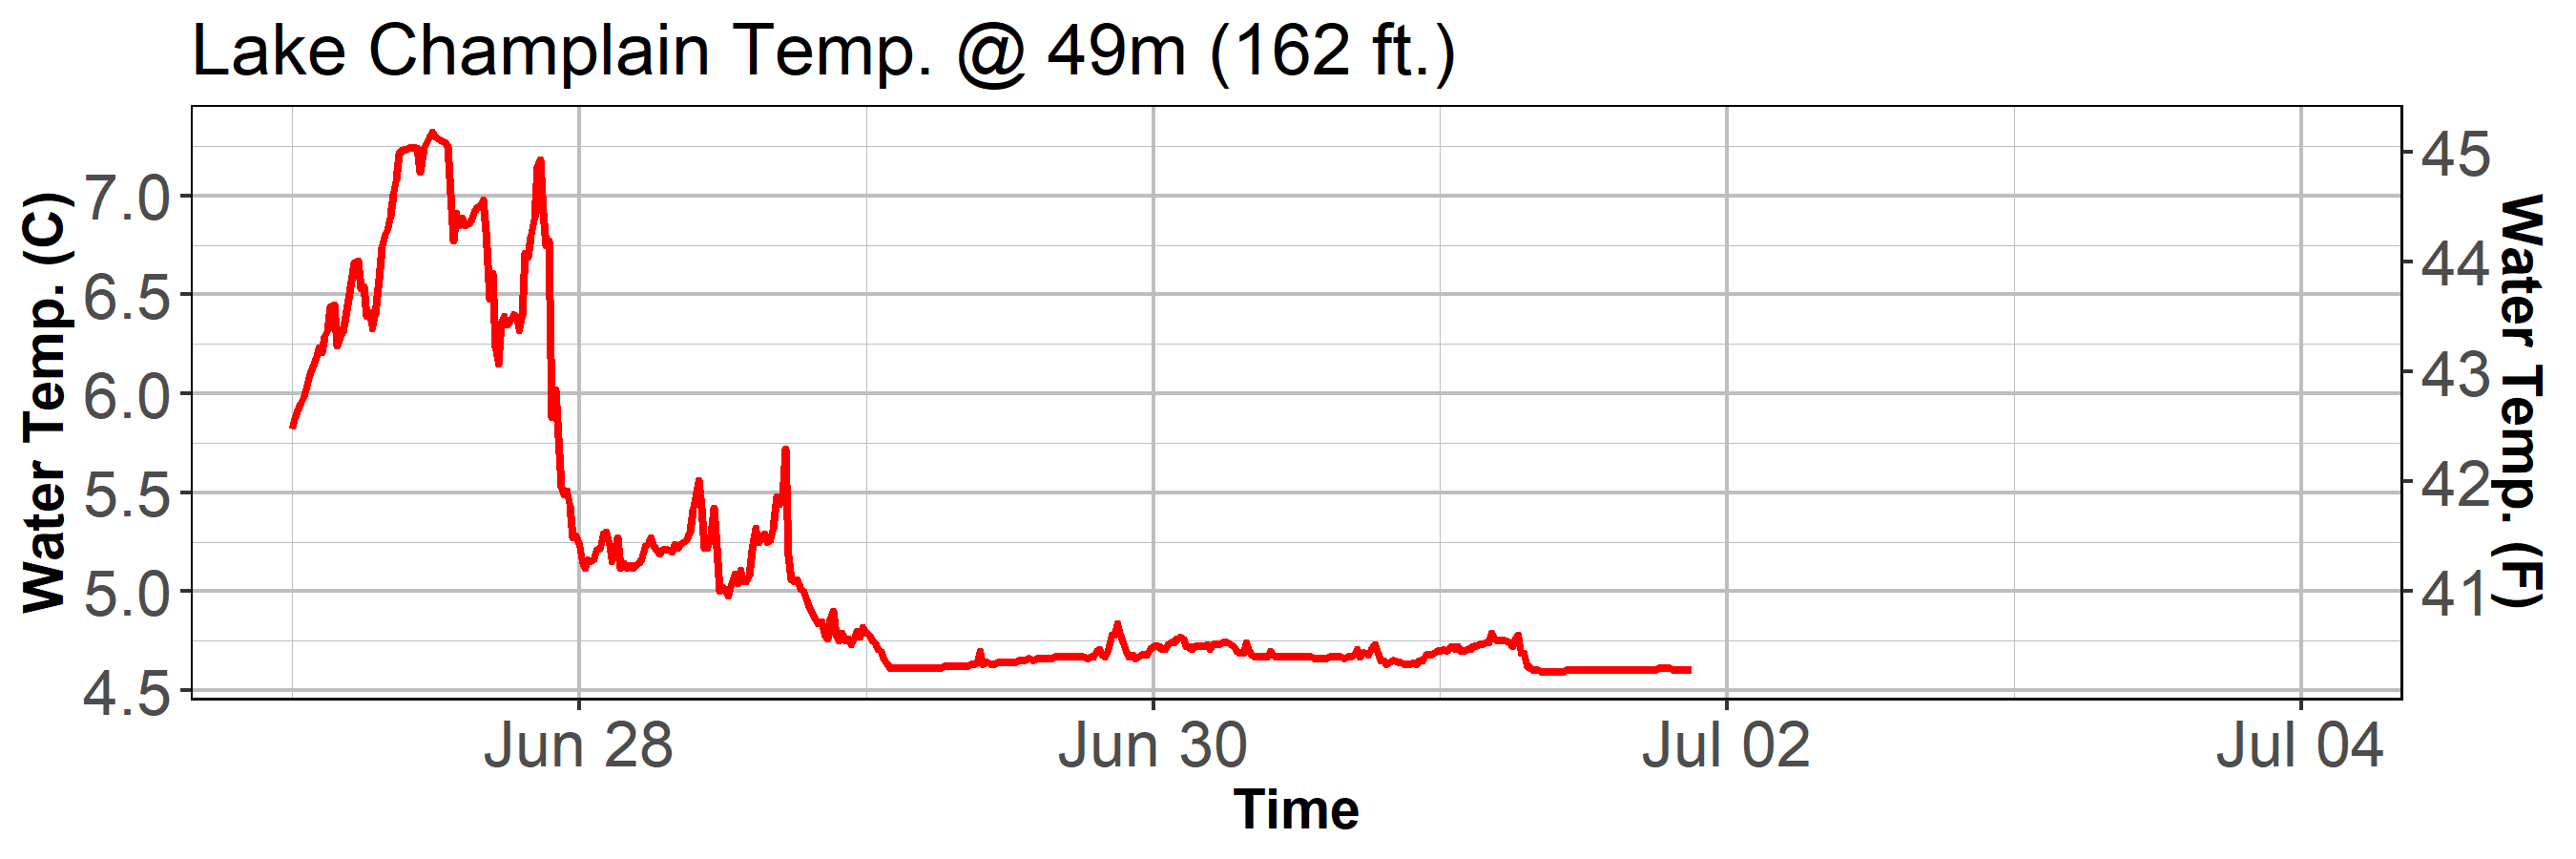 Lake Champlain Temp. @ 49m (162 ft.)
Water Temp. (C)
7.0
6.5
6.0
5.5
5.0
4.5
45
44
43
42
41
Water Temp. (F)
Jun 28 Jun 30 Jul 02 Jul 04
Time